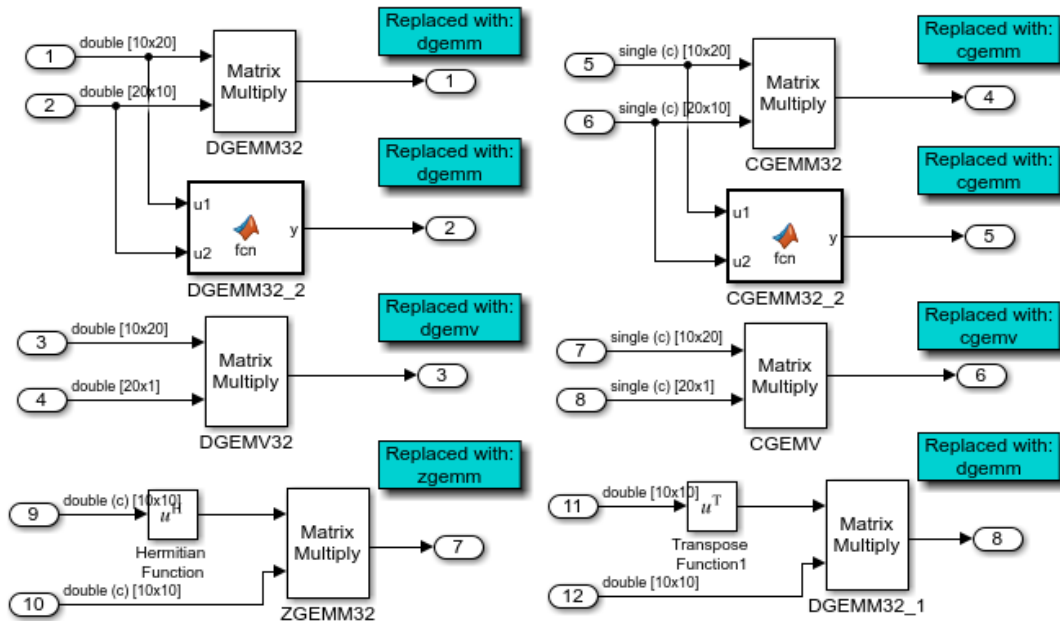 Replaced with:
dgemm
1
double [10x20]
2
double [20x10]
Matrix
Multiply
DGEMM32
1
Replaced with:
dgemm
u1
u2
fcn
y
DGEMM32_2
2
Replaced with:
dgemv
3
double [10x20]
4
double [20x1]
Matrix
Multiply
DGEMV32
3
Replaced with:
zgemm
9
double (c) [10x10]
u^H
Hermitian
Function
10
double (c) [10x10]
Matrix
Multiply
ZGEMM32
7
Replaced with:
cgemm
5
single (c) [10x20]
6
single (c) [20x10]
Matrix
Multiply
CGEMM32
4
Replaced with:
cgemm
u1
u2
fcn
y
CGEMM32_2
5
Replaced with:
cgemv
7
single (c) [10x20]
8
single (c) [20x1]
Matrix
Multiply
CGEMV
6
Replaced with:
dgemm
11
double [10x10]
u^T
Transpose
Function1
12
double [10x10]
Matrix
Multiply
DGEMM32_1
8